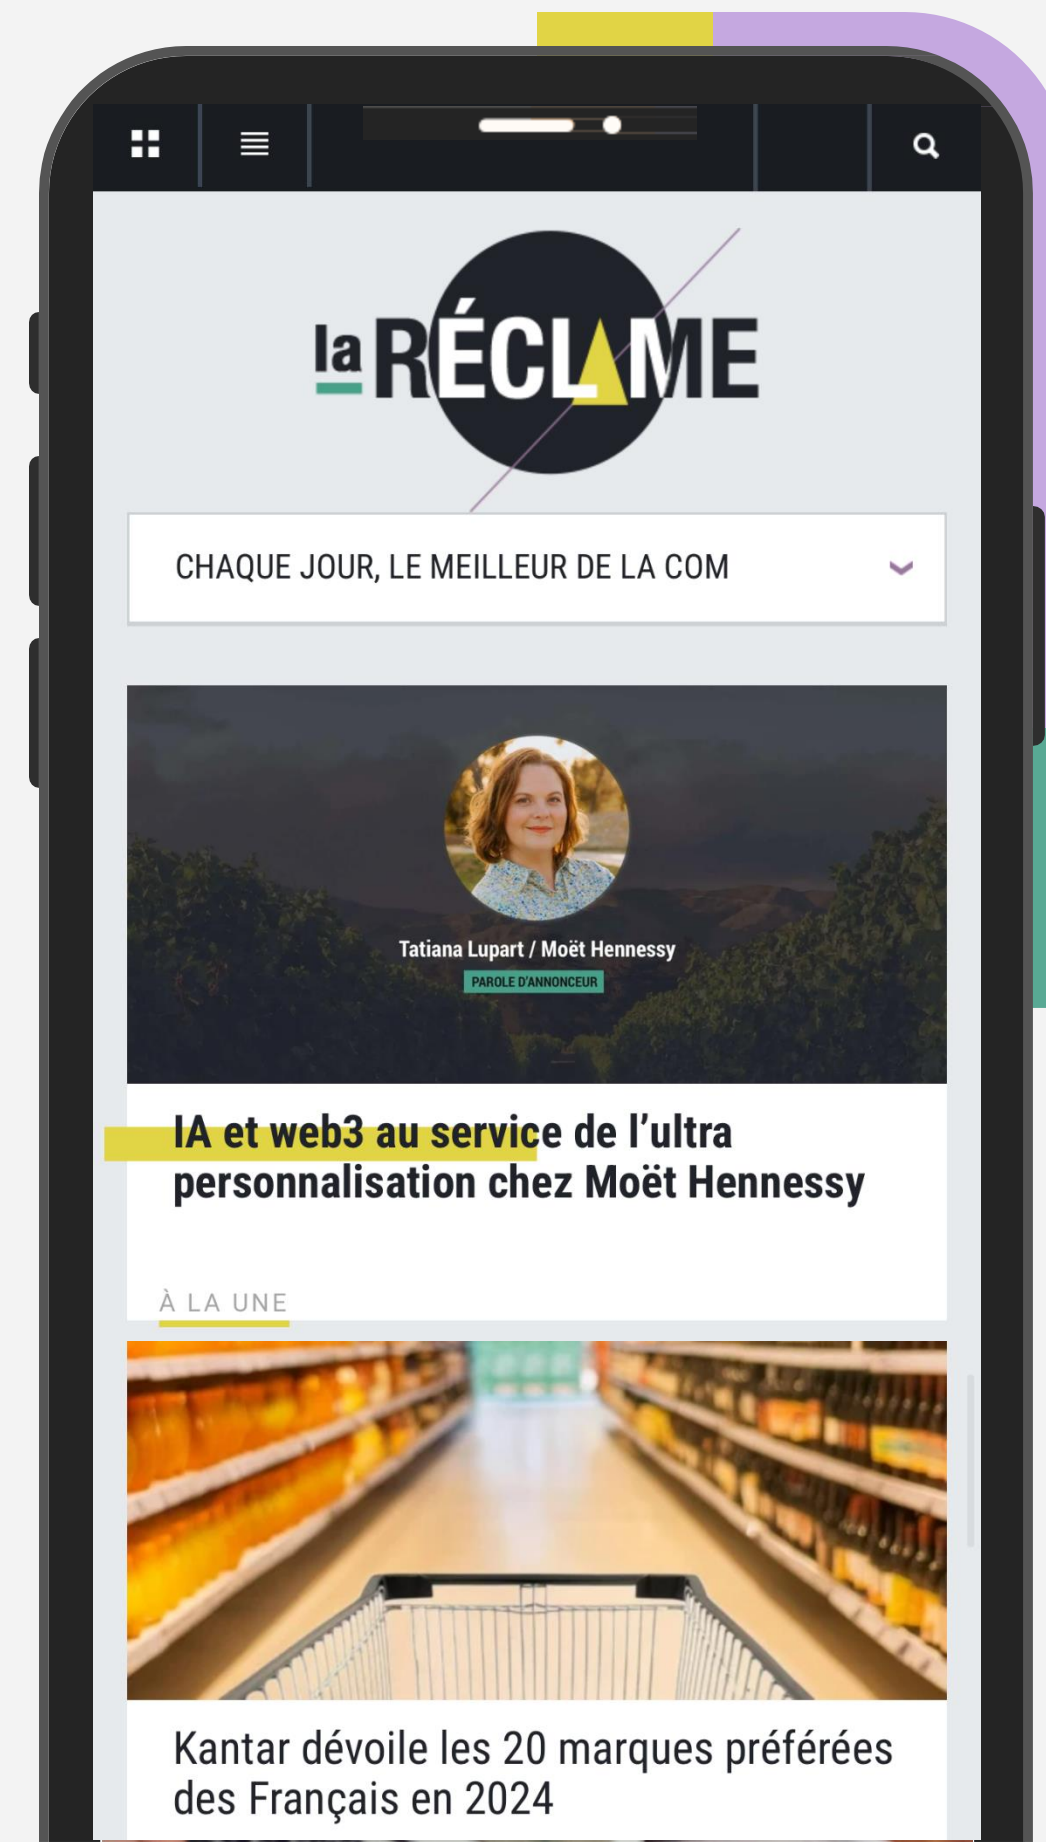 la RÉCLAME
CHAQUE JOUR, LE MEILLEUR DE LA COM
Tatiana Lupart / Moët Hennessy
PAROLE D'ANNONCEUR
IA et web3 au service de l'ultra
personnalisation chez Moët Hennessy
À LA UNE
Kantar dévoile les 20 marques préférées
des Français en 2024